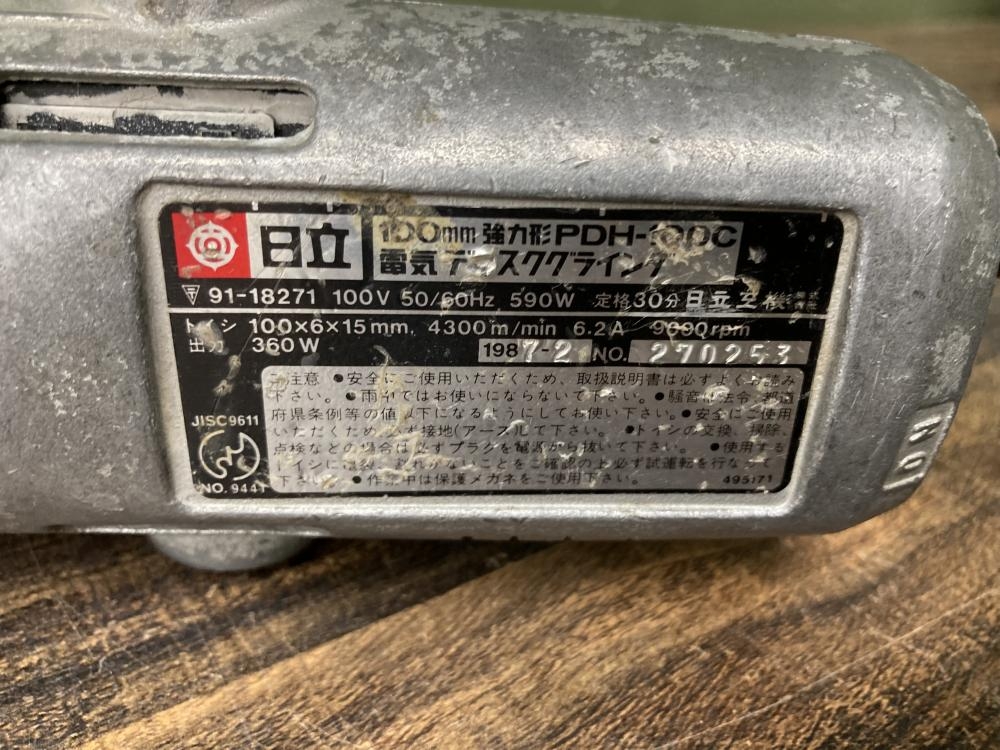 日立
100mm 強力形 PDH-100C
電気ディスクグラインダ
91-18271 100V 50/60Hz 590W 定格30分 日立工機株式会社
トイシ 100×6×15mm, 4300m/min 6.2A 9000rpm
出力 360W
1987-2 NO. 270253
ご注意 ●安全にご使用いただくため、取扱説明書は必ずよくお読み
下さい。●雨中ではお使いにならないで下さい。●騒音は法令、都道
府県条例等の値以下になるようにしてお使い下さい。●安全にご使用
いただくため必ず接地(アース)して下さい。●トイシの交換、掃除、
点検などの場合は必ずプラグを電源から抜いて下さい。●使用する
トイシに亀裂、われがないことをご確認の上必ず試運転を行なって
下さい。●作業中は保護メガネをご使用下さい。 495171
JISC9611
NO. 9441